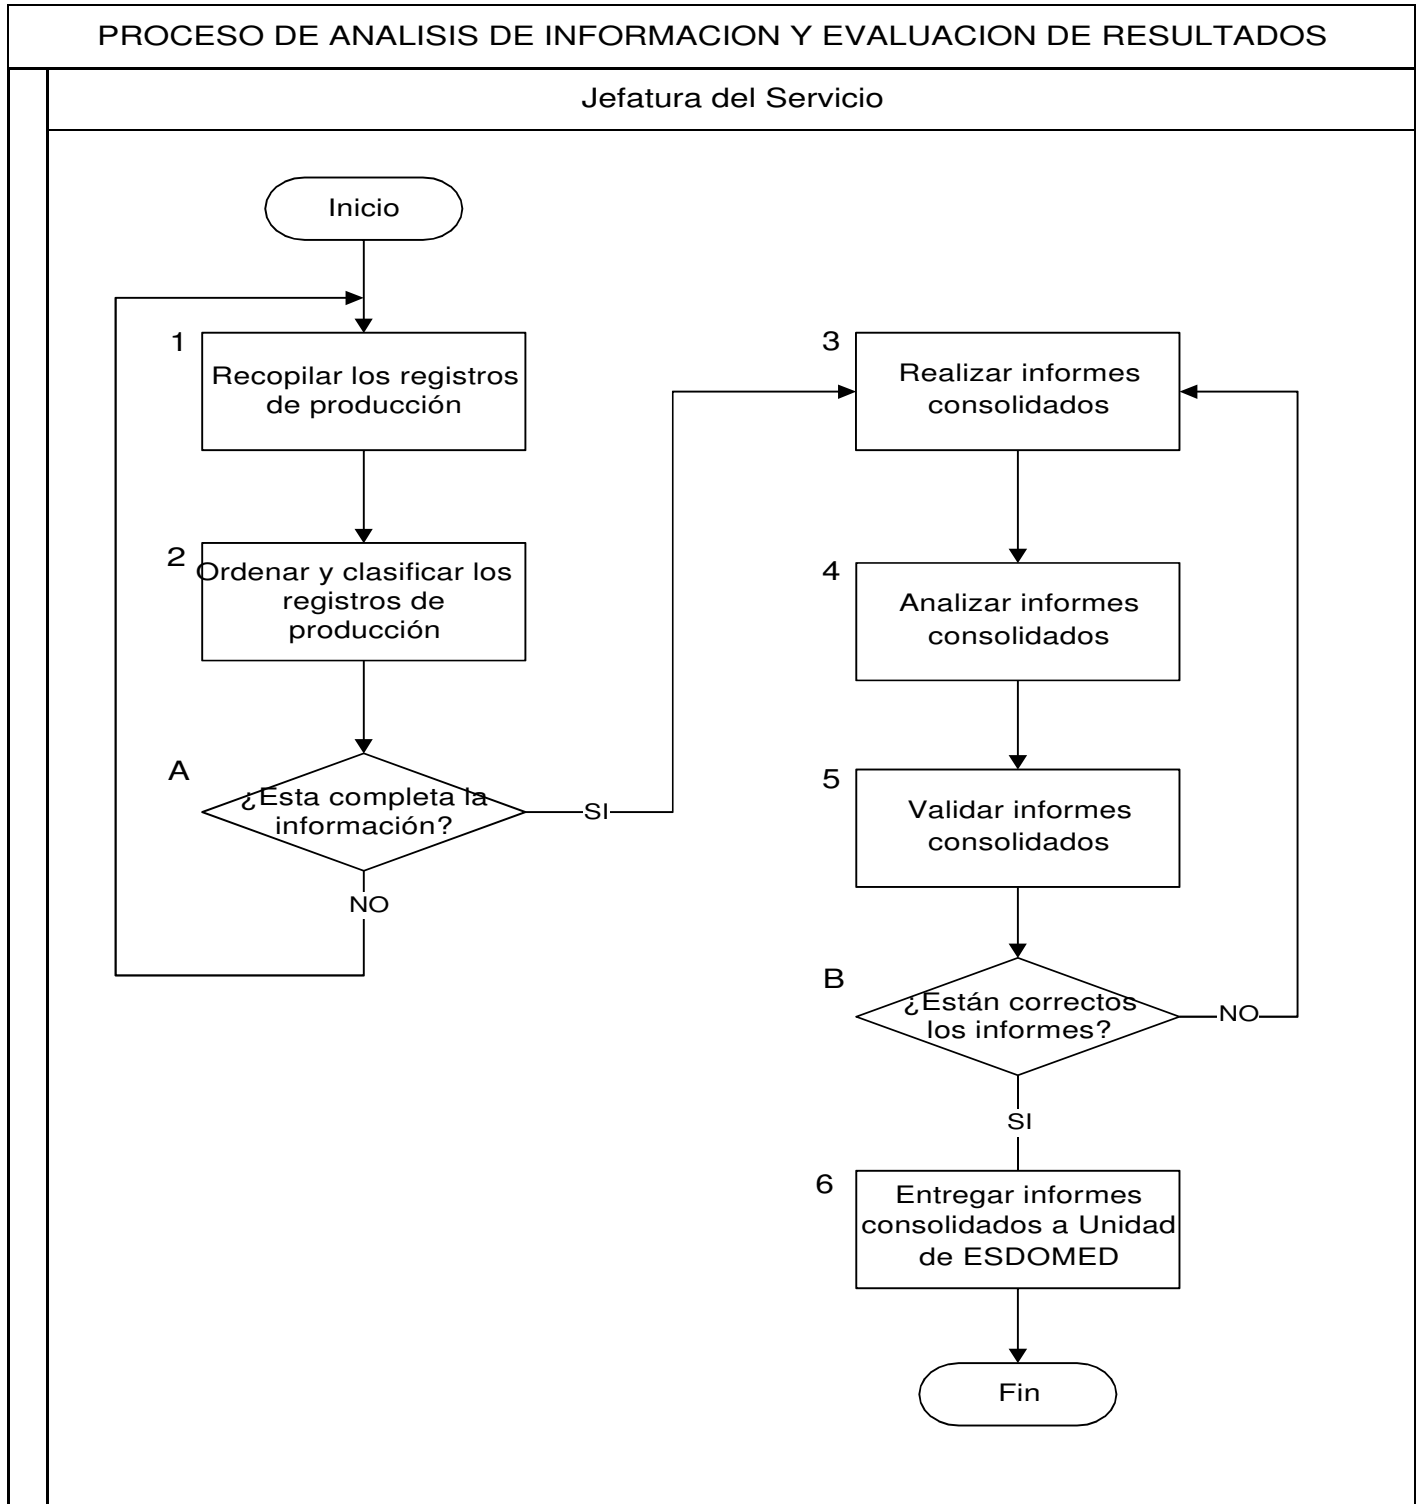 PROCESO DE ANALISIS DE INFORMACION Y EVALUACION DE RESULTADOS
Jefatura del Servicio
Inicio
1
Recopilar los registros
de producción
2
Ordenar y clasificar los
registros de
producción
A
¿Esta completa la
información?
SI
NO
3
Realizar informes
consolidados
4
Analizar informes
consolidados
5
Validar informes
consolidados
B
¿Están correctos
los informes?
NO
SI
6
Entregar informes
consolidados a Unidad
de ESDOMED
Fin